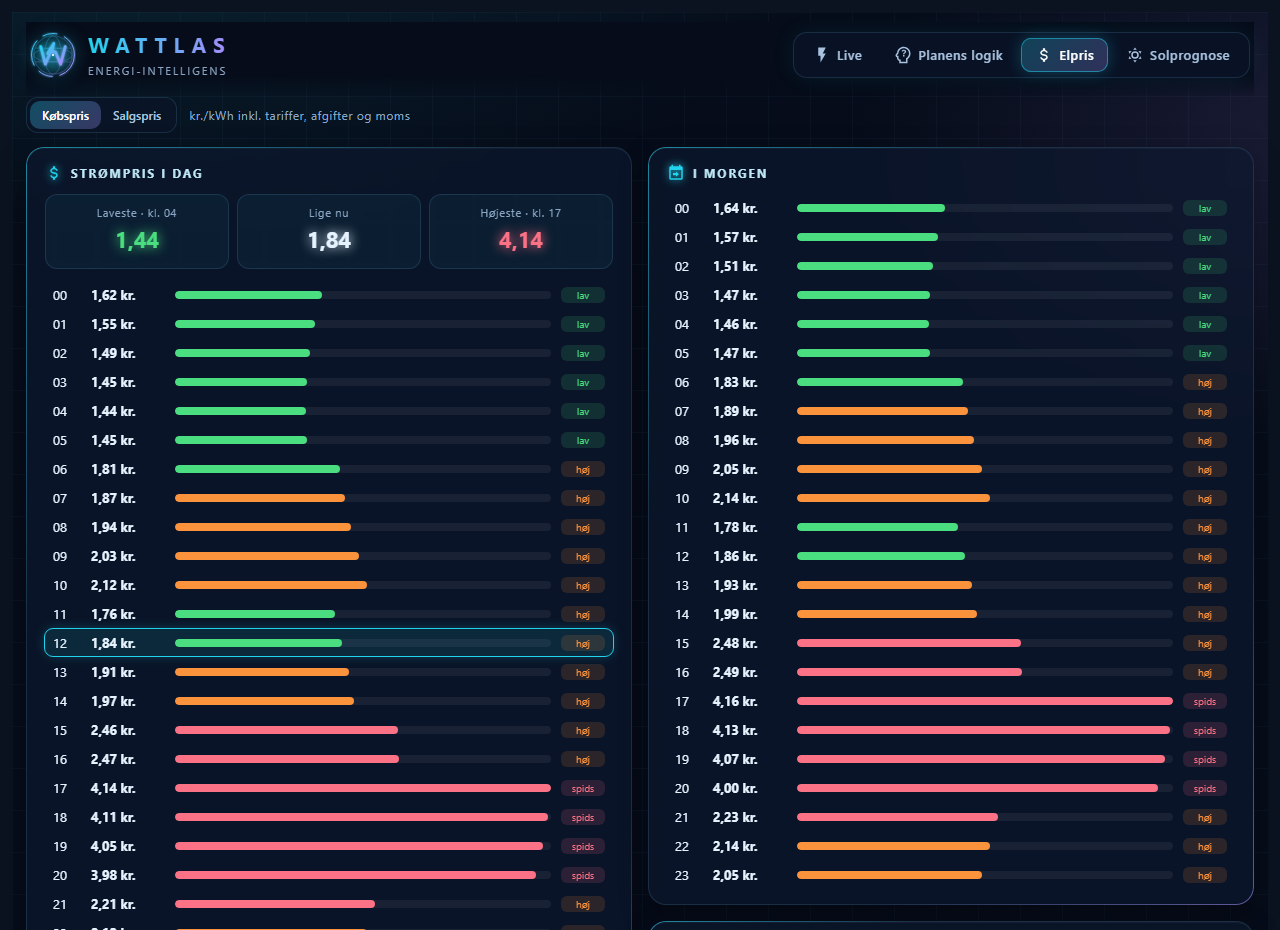 WATTLAS
ENERGI-INTELLIGENS
Live
Planens logik
Elpris
Solprognose
Købspris
Salgspris
kr./kWh inkl. tariffer, afgifter og moms
STRØMPRIS I DAG
Laveste · kl. 04
1,44
Lige nu
1,84
Højeste · kl. 17
4,14
00 1,62 kr. lav
01 1,55 kr. lav
02 1,49 kr. lav
03 1,45 kr. lav
04 1,44 kr. lav
05 1,45 kr. lav
06 1,81 kr. høj
07 1,87 kr. høj
08 1,94 kr. høj
09 2,03 kr. høj
10 2,12 kr. høj
11 1,76 kr. høj
12 1,84 kr. høj
13 1,91 kr. høj
14 1,97 kr. høj
15 2,46 kr. høj
16 2,47 kr. høj
17 4,14 kr. spids
18 4,11 kr. spids
19 4,05 kr. spids
20 3,98 kr. spids
21 2,21 kr. høj
I MORGEN
00 1,64 kr. lav
01 1,57 kr. lav
02 1,51 kr. lav
03 1,47 kr. lav
04 1,46 kr. lav
05 1,47 kr. lav
06 1,83 kr. høj
07 1,89 kr. høj
08 1,96 kr. høj
09 2,05 kr. høj
10 2,14 kr. høj
11 1,78 kr. høj
12 1,86 kr. høj
13 1,93 kr. høj
14 1,99 kr. høj
15 2,48 kr. høj
16 2,49 kr. høj
17 4,16 kr. spids
18 4,13 kr. spids
19 4,07 kr. spids
20 4,00 kr. spids
21 2,23 kr. høj
22 2,14 kr. høj
23 2,05 kr. høj